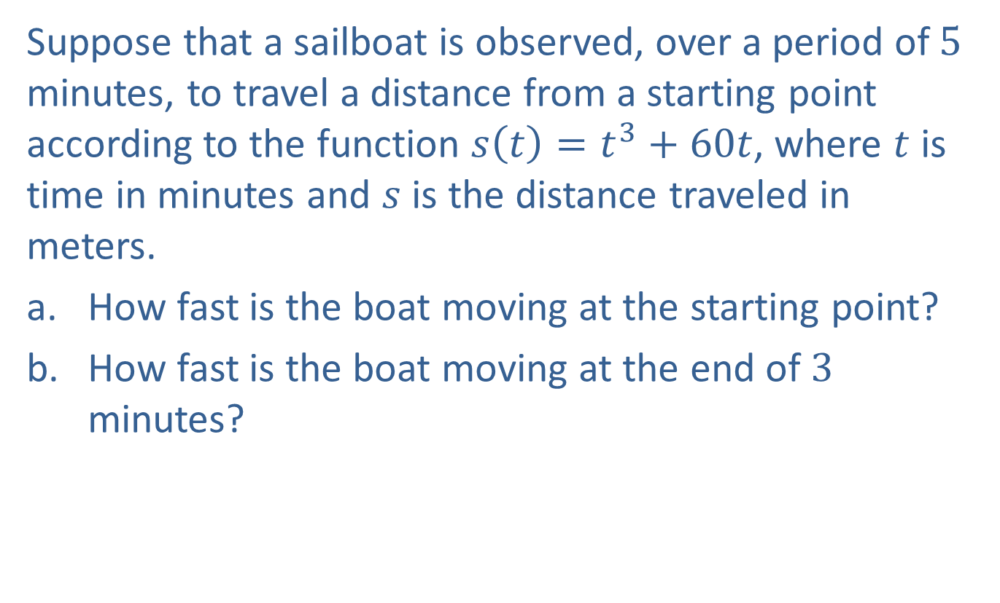 Suppose that a sailboat is observed, over a period of 5
minutes, to travel a distance from a starting point
according to the function s(t) = t³ + 60t, where t is
time in minutes and s is the distance traveled in
meters.
a. How fast is the boat moving at the starting point?
b. How fast is the boat moving at the end of 3
minutes?